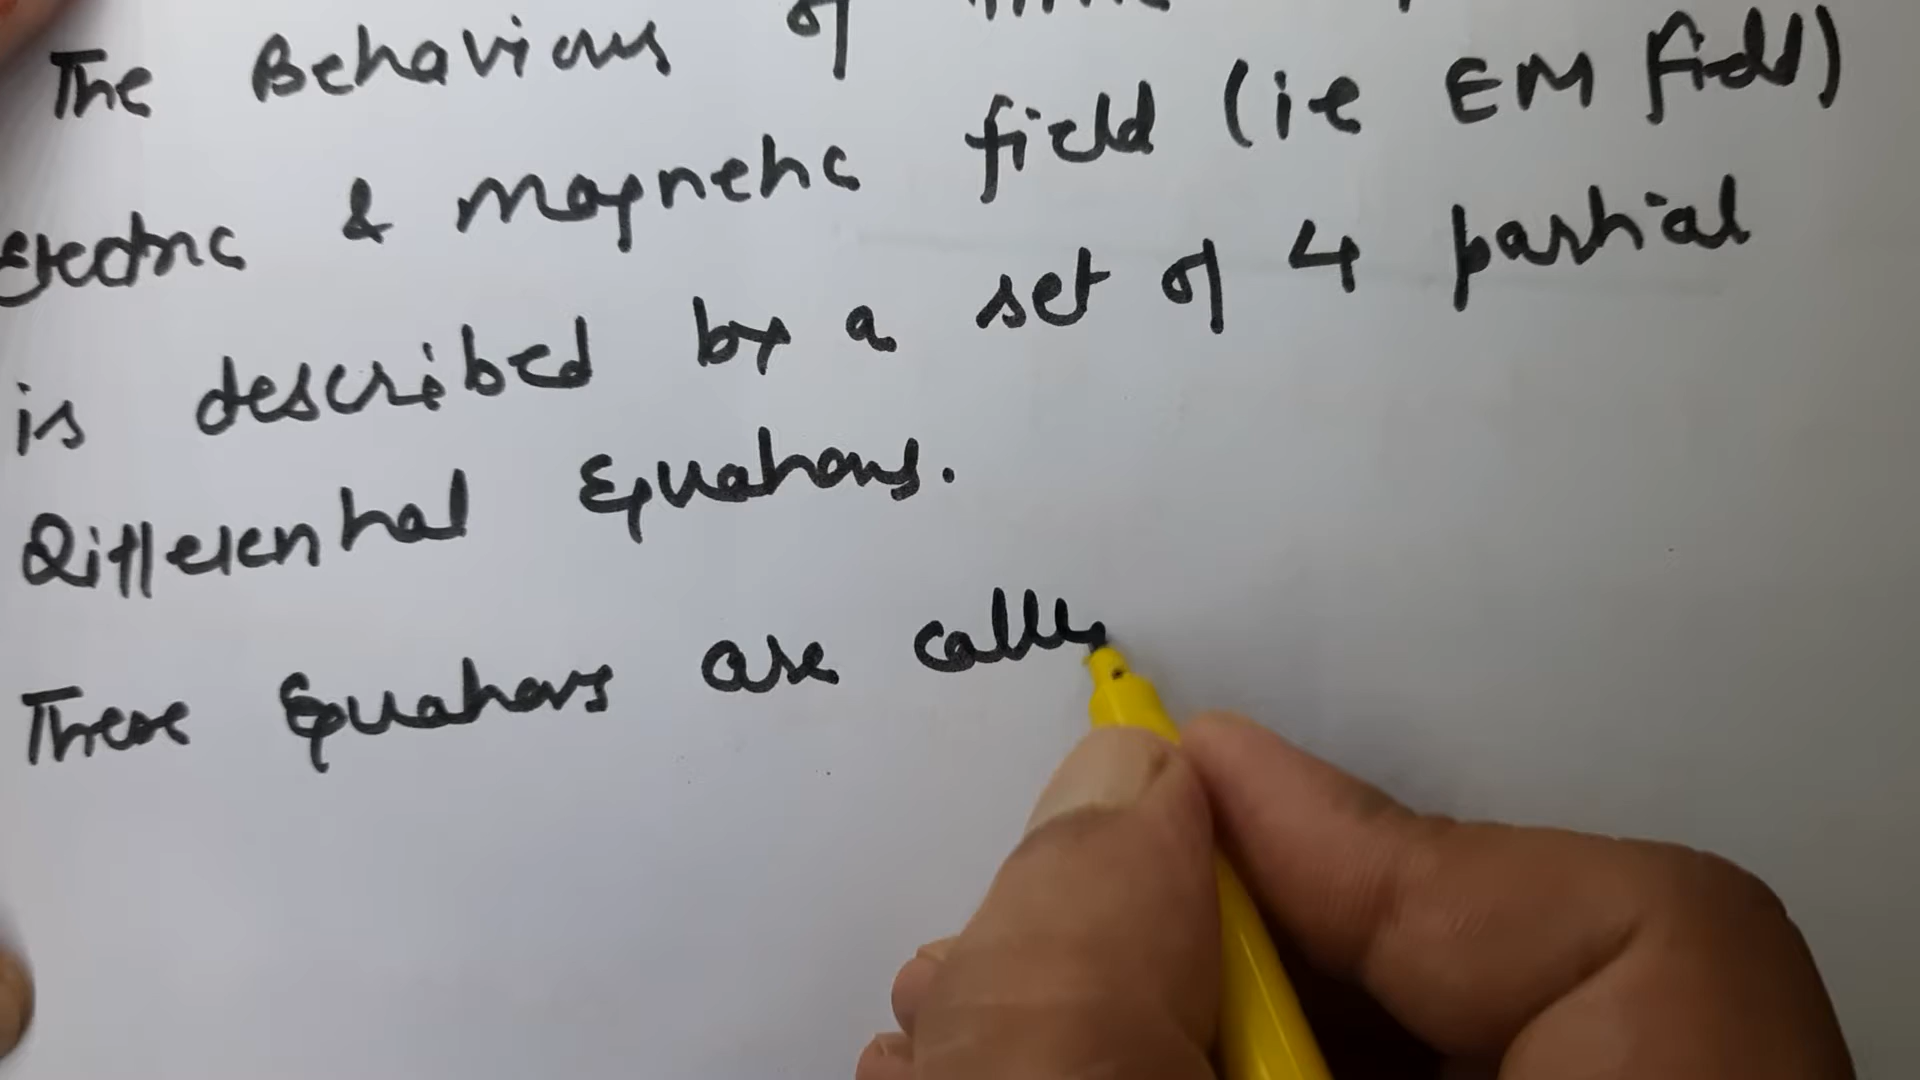 The Behaviour of
Electric & Magnetic field (ie EM field)
is described by a set of 4 partial
Differential Equations.
These Equations are calle